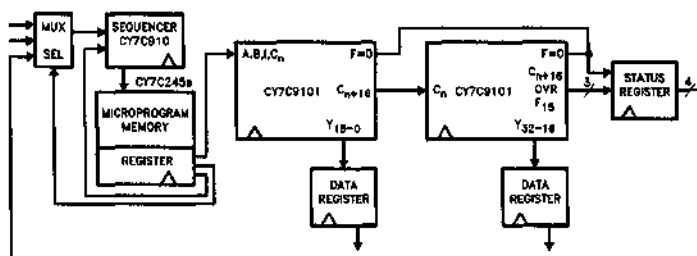 MUX
SEL
SEQUENCER
CY7C910
CY7C245s
MICROPROGRAM
MEMORY
REGISTER
A,B,I,Cn
F=0
CY7C9101
Cn+16
Y15-0
Cn
CY7C9101
F=0
Cn+16
OVR
F15
Y32-16
3
STATUS
REGISTER
4
DATA
REGISTER
DATA
REGISTER